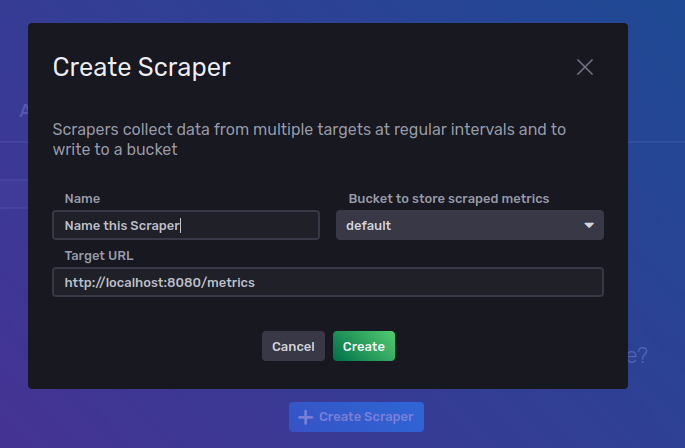 Create Scraper
Scrapers collect data from multiple targets at regular intervals and to
write to a bucket
Name
Bucket to store scraped metrics
Name this Scraper
default
Target URL
http://localhost:8080/metrics
Cancel
Create
e?
Create Scraper